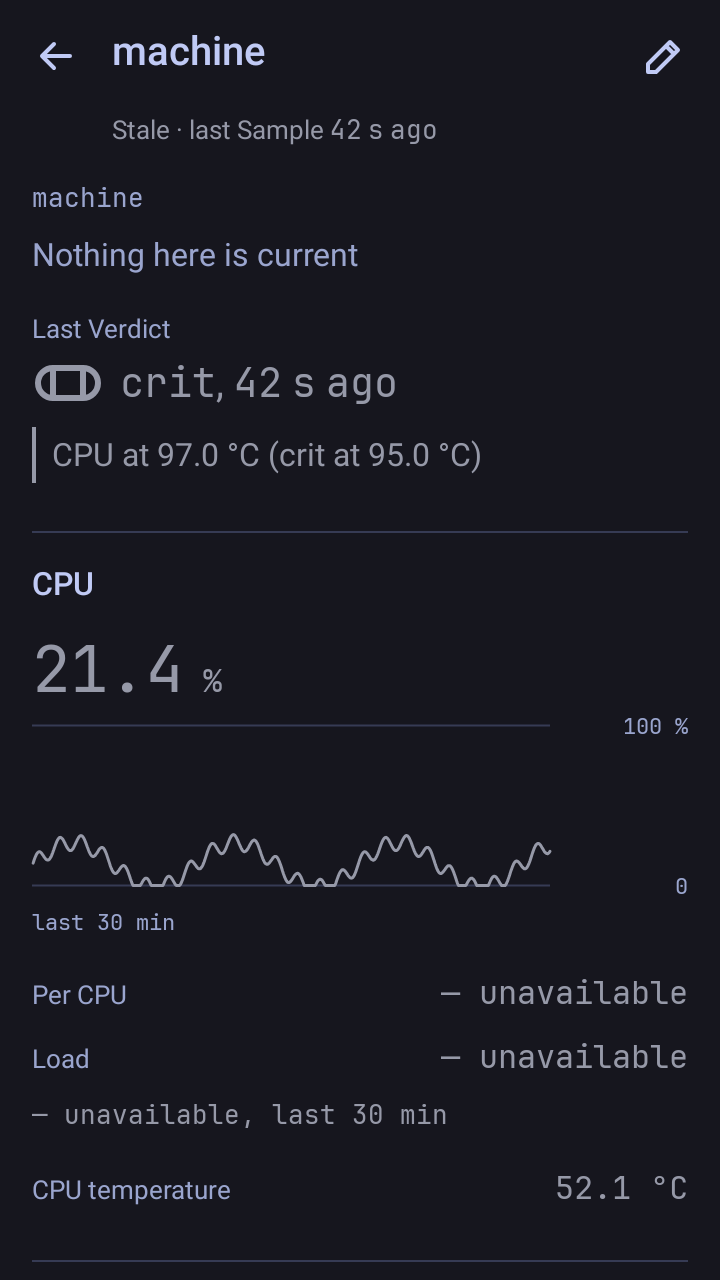 machine
Stale · last Sample 42 s ago
machine
Nothing here is current
Last Verdict
crit, 42 s ago
CPU at 97.0 °C (crit at 95.0 °C)
CPU
21.4 %
100 %
0
last 30 min
Per CPU — unavailable
Load — unavailable
— unavailable, last 30 min
CPU temperature 52.1 °C